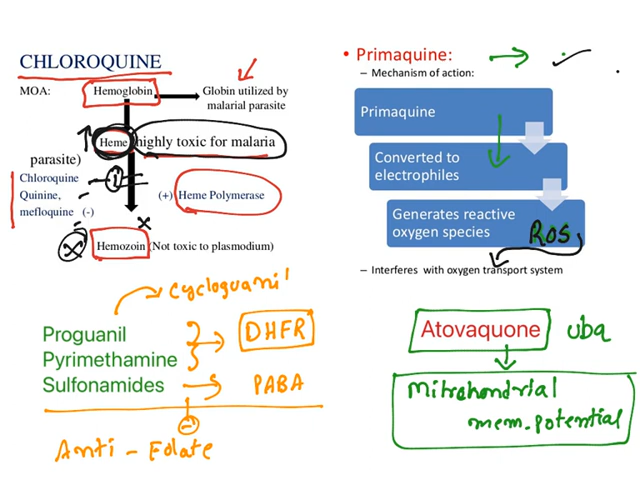 CHLOROQUINE
MOA: Hemoglobin Globin utilized by
malarial parasite
Heme highly toxic for malaria
parasite)
Chloroquine
Quinine, (+) Heme Polymerase
mefloquine (-)
Hemozoin (Not toxic to plasmodium)
cycloguanil
Proguanil
Pyrimethamine
DHFR
Sulfonamides PABA
Anti - Folate
• Primaquine:
– Mechanism of action:
Primaquine
Converted to
electrophiles
Generates reactive
oxygen species ROS
– Interferes with oxygen transport system
Atovaquone ubq
Mitrahondrial
mem. potential